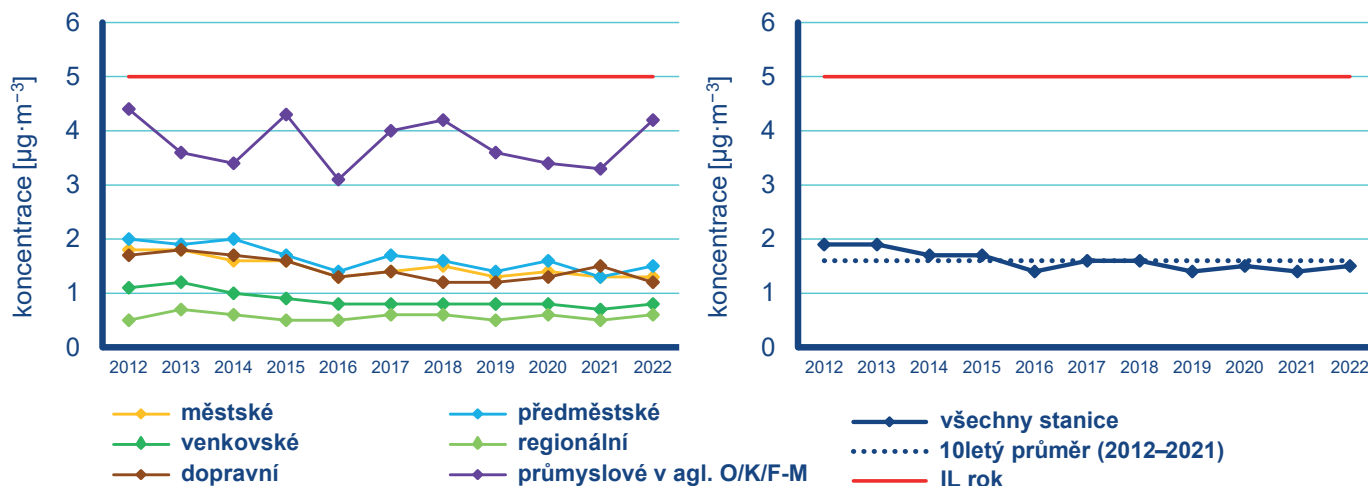 koncentrace [µg·m⁻³]
6
5
4
3
2
1
0
2012 2013 2014 2015 2016 2017 2018 2019 2020 2021 2022
městské
předměstské
venkovské
regionální
dopravní
průmyslové v agl. O/K/F-M
koncentrace [µg·m⁻³]
6
5
4
3
2
1
0
2012 2013 2014 2015 2016 2017 2018 2019 2020 2021 2022
všechny stanice
10letý průměr (2012–2021)
IL rok